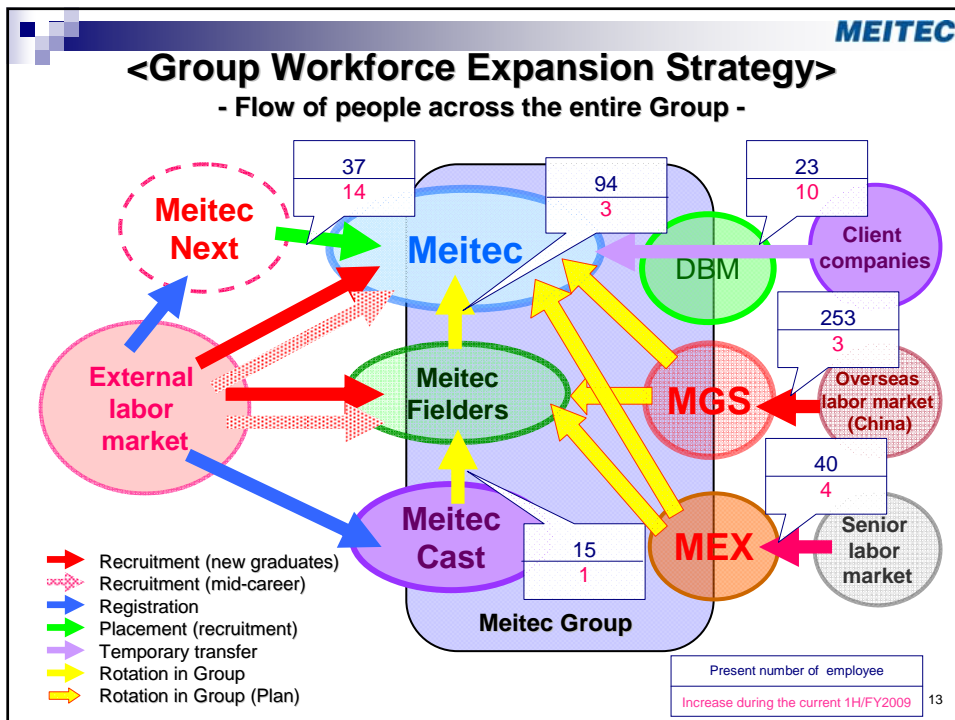 MEITEC
<Group Workforce Expansion Strategy>
- Flow of people across the entire Group -
37
14
94
3
23
10
Meitec
Next
Meitec
DBM
Client
companies
253
3
External
labor
market
Meitec
Fielders
MGS
Overseas
labor market
(China)
40
4
Meitec
Cast
15
1
MEX
Senior
labor
market
Meitec Group
Recruitment (new graduates)
Recruitment (mid-career)
Registration
Placement (recruitment)
Temporary transfer
Rotation in Group
Rotation in Group (Plan)
Present number of employee
Increase during the current 1H/FY2009
13